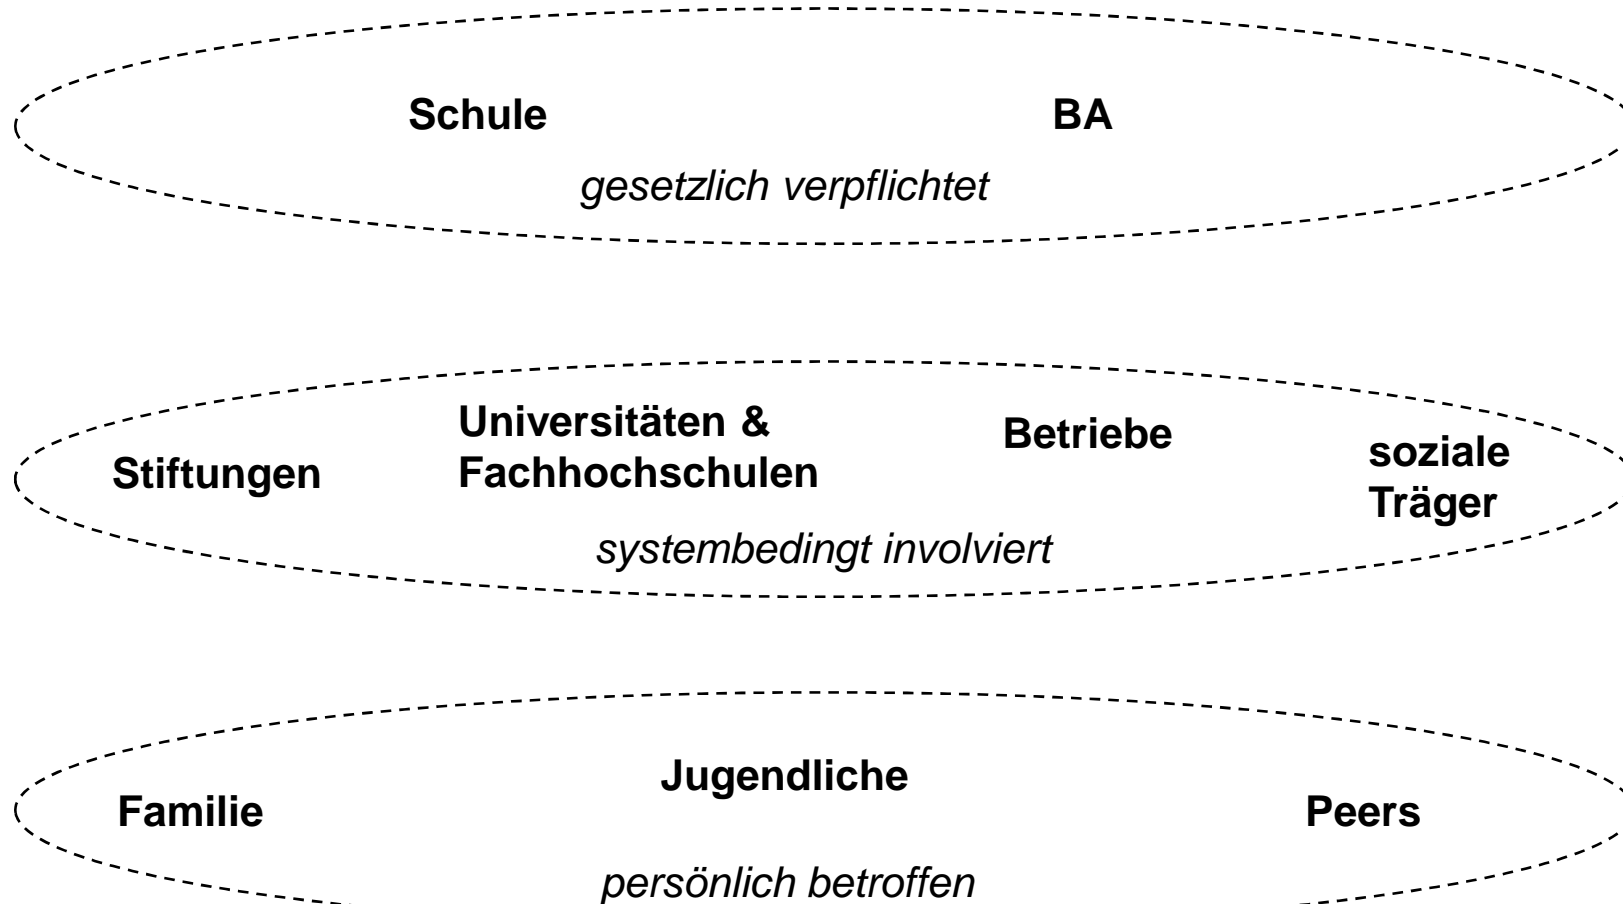 Schule BA
gesetzlich verpflichtet
Stiftungen
Universitäten &
Fachhochschulen
Betriebe
soziale
Träger
systembedingt involviert
Familie
Jugendliche
Peers
persönlich betroffen